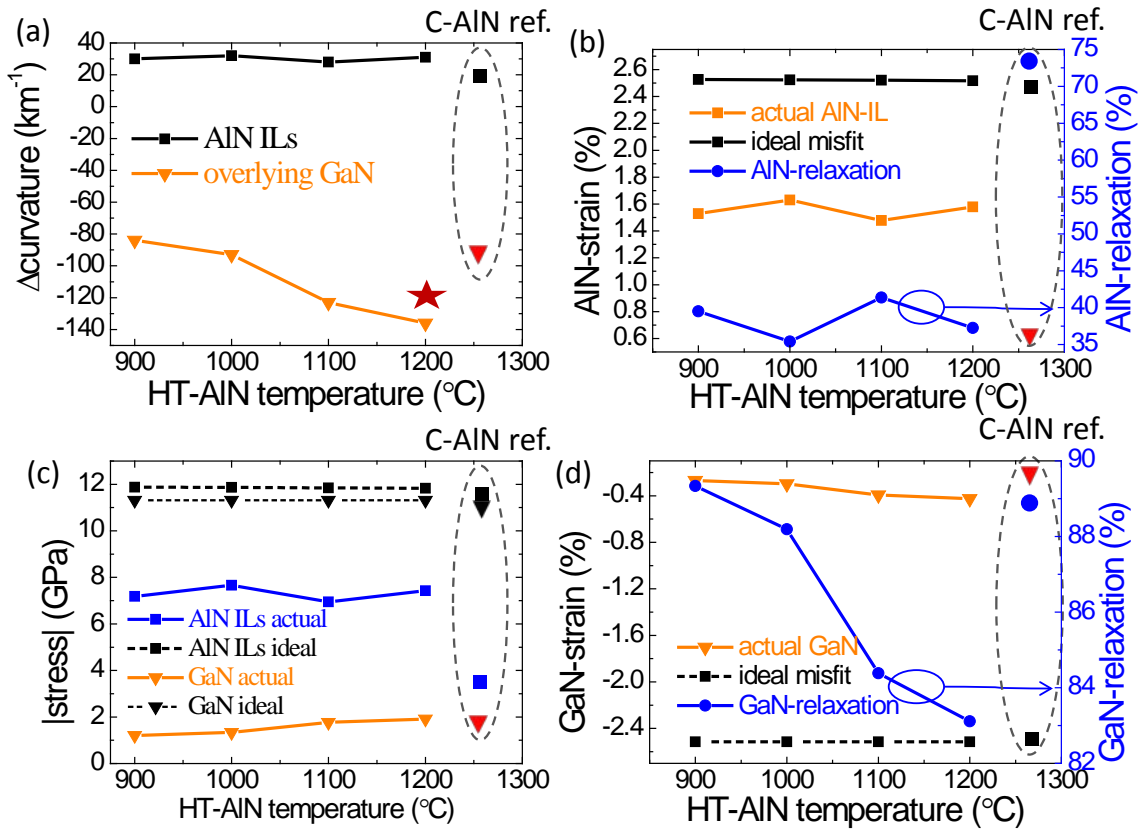 (a)
C-AlN ref.
40
20
0
-20
-40
-60
-80
-100
-120
-140
Δcurvature (km⁻¹)
AlN ILs
overlying GaN
900 1000 1100 1200 1300
HT-AlN temperature (°C)
(b)
C-AlN ref.
2.6
2.4
2.2
2.0
1.8
1.6
1.4
1.2
1.0
0.8
0.6
AlN-strain (%)
actual AlN-IL
ideal misfit
AlN-relaxation
75
70
65
60
55
50
45
40
35
AlN-relaxation (%)
900 1000 1100 1200 1300
HT-AlN temperature (°C)
(c)
C-AlN ref.
12
10
8
6
4
2
0
|stress| (GPa)
AlN ILs actual
AlN ILs ideal
GaN actual
GaN ideal
900 1000 1100 1200 1300
HT-AlN temperature (°C)
(d)
C-AlN ref.
-0.4
-0.8
-1.2
-1.6
-2.0
-2.4
GaN-strain (%)
actual GaN
ideal misfit
GaN-relaxation
90
88
86
84
82
GaN-relaxation (%)
900 1000 1100 1200 1300
HT-AlN temperature (°C)